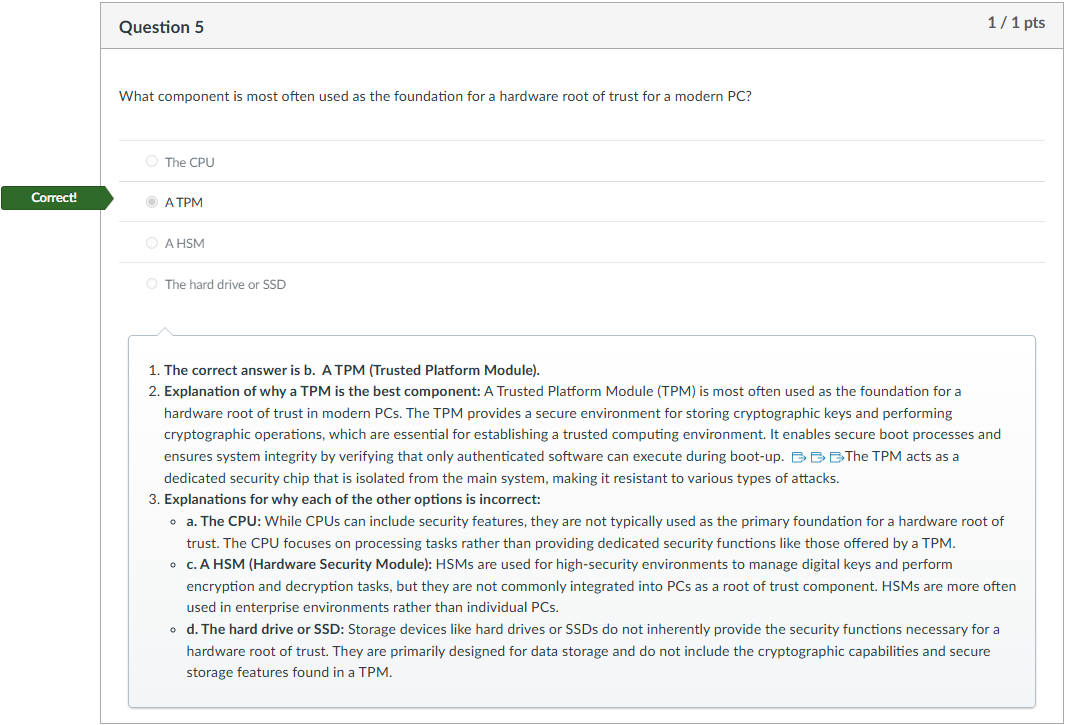 Question 5
1 / 1 pts
What component is most often used as the foundation for a hardware root of trust for a modern PC?
The CPU
Correct!
A TPM
A HSM
The hard drive or SSD
1. The correct answer is b. A TPM (Trusted Platform Module).
2. Explanation of why a TPM is the best component: A Trusted Platform Module (TPM) is most often used as the foundation for a
hardware root of trust in modern PCs. The TPM provides a secure environment for storing cryptographic keys and performing
cryptographic operations, which are essential for establishing a trusted computing environment. It enables secure boot processes and
ensures system integrity by verifying that only authenticated software can execute during boot-up. The TPM acts as a
dedicated security chip that is isolated from the main system, making it resistant to various types of attacks.
3. Explanations for why each of the other options is incorrect:
a. The CPU: While CPUs can include security features, they are not typically used as the primary foundation for a hardware root of
trust. The CPU focuses on processing tasks rather than providing dedicated security functions like those offered by a TPM.
c. A HSM (Hardware Security Module): HSMs are used for high-security environments to manage digital keys and perform
encryption and decryption tasks, but they are not commonly integrated into PCs as a root of trust component. HSMs are more often
used in enterprise environments rather than individual PCs.
d. The hard drive or SSD: Storage devices like hard drives or SSDs do not inherently provide the security functions necessary for a
hardware root of trust. They are primarily designed for data storage and do not include the cryptographic capabilities and secure
storage features found in a TPM.